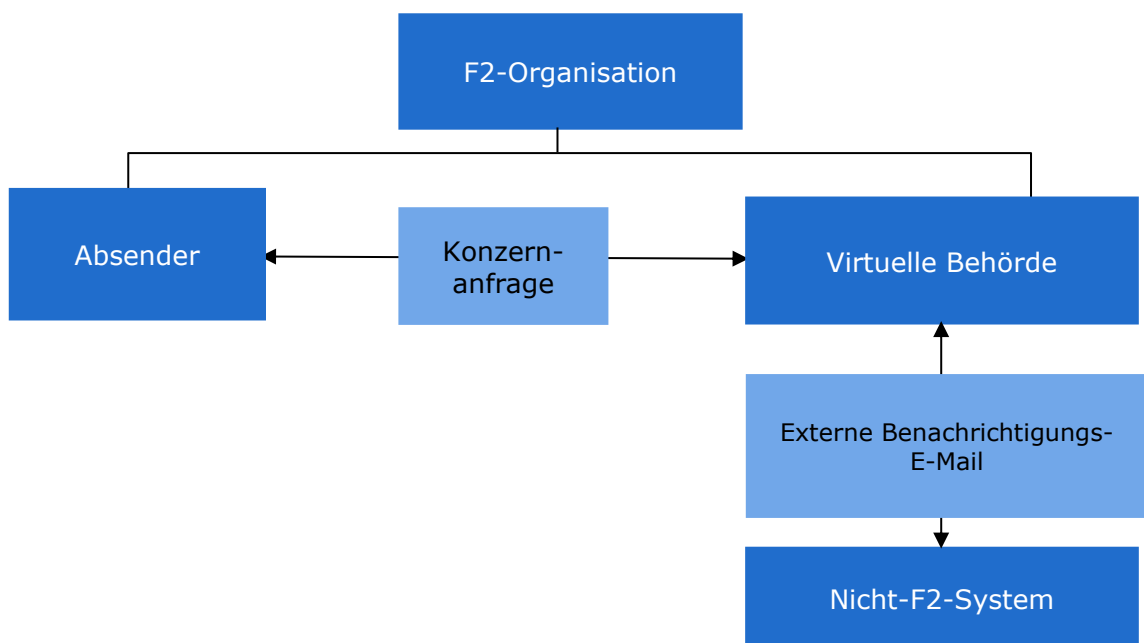 F2-Organisation
Absender
Konzern-
anfrage
Virtuelle Behörde
Externe Benachrichtigungs-
E-Mail
Nicht-F2-System